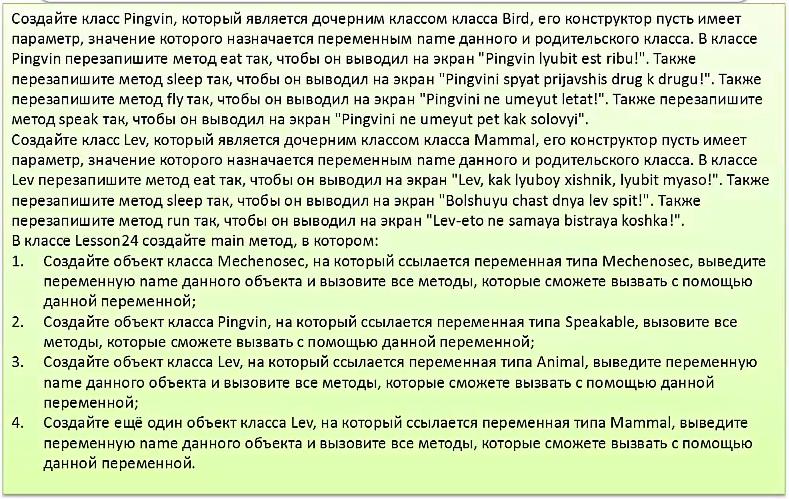 Создайте класс Pingvin, который является дочерним классом класса Bird, его конструктор пусть имеет
параметр, значение которого назначается переменным name данного и родительского класса. В классе
Pingvin перезапишите метод eat так, чтобы он выводил на экран "Pingvin lyubit est ribu!". Также
перезапишите метод sleep так, чтобы он выводил на экран "Pingvini spyat prijavshis drug k drugu!". Также
перезапишите метод fly так, чтобы он выводил на экран "Pingvini ne umeyut letat!". Также перезапишите
метод speak так, чтобы он выводил на экран "Pingvini ne umeyut pet kak solovyi".
Создайте класс Lev, который является дочерним классом класса Mammal, его конструктор пусть имеет
параметр, значение которого назначается переменным name данного и родительского класса. В классе
Lev перезапишите метод eat так, чтобы он выводил на экран "Lev, kak lyuboy xishnik, lyubit myaso!". Также
перезапишите метод sleep так, чтобы он выводил на экран "Bolshuyu chast dnya lev spit!". Также
перезапишите метод run так, чтобы он выводил на экран "Lev-eto ne samaya bistraya koshka!".
В классе Lesson24 создайте main метод, в котором:
1. Создайте объект класса Mechenosec, на который ссылается переменная типа Mechenosec, выведите
переменную name данного объекта и вызовите все методы, которые сможете вызвать с помощью
данной переменной;
2. Создайте объект класса Pingvin, на который ссылается переменная типа Speakable, вызовите все
методы, которые сможете вызвать с помощью данной переменной;
3. Создайте объект класса Lev, на который ссылается переменная типа Animal, выведите переменную
name данного объекта и вызовите все методы, которые сможете вызвать с помощью данной
переменной;
4. Создайте ещё один объект класса Lev, на который ссылается переменная типа Mammal, выведите
переменную name данного объекта и вызовите все методы, которые сможете вызвать с помощью
данной переменной.